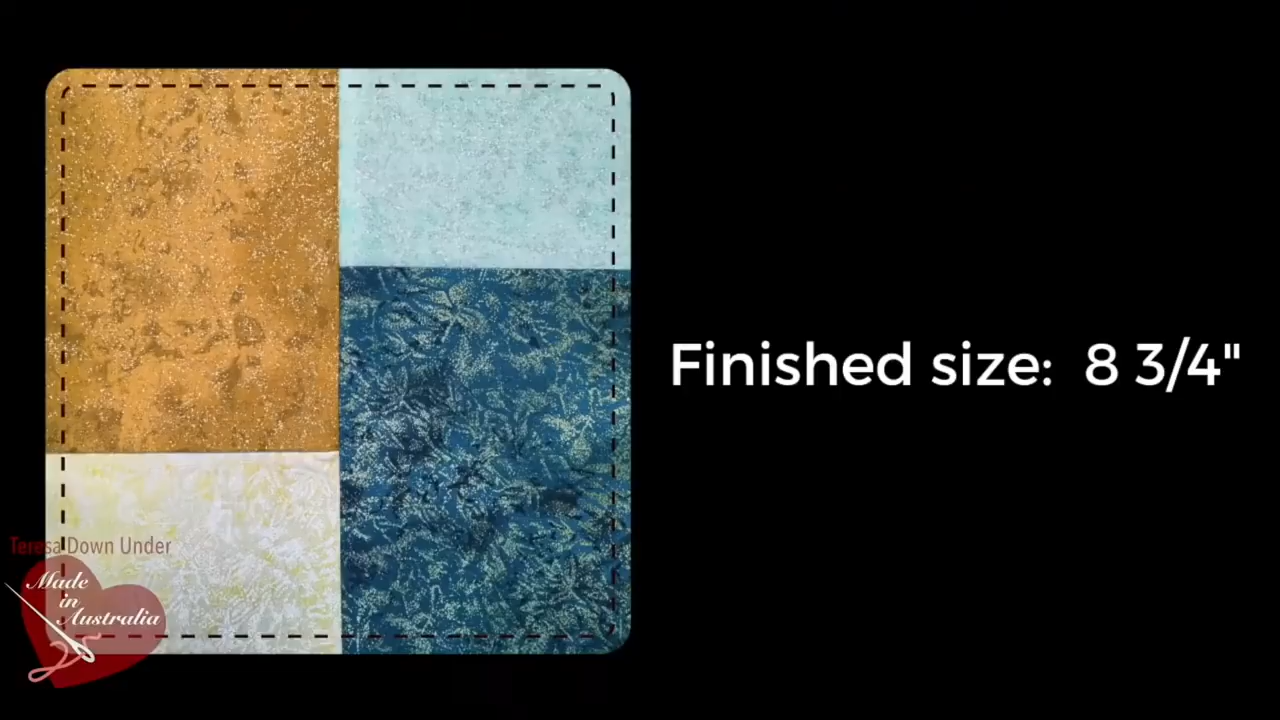 Finished size: 8 3/4"
Teresa Down Under
Made
in
Australia